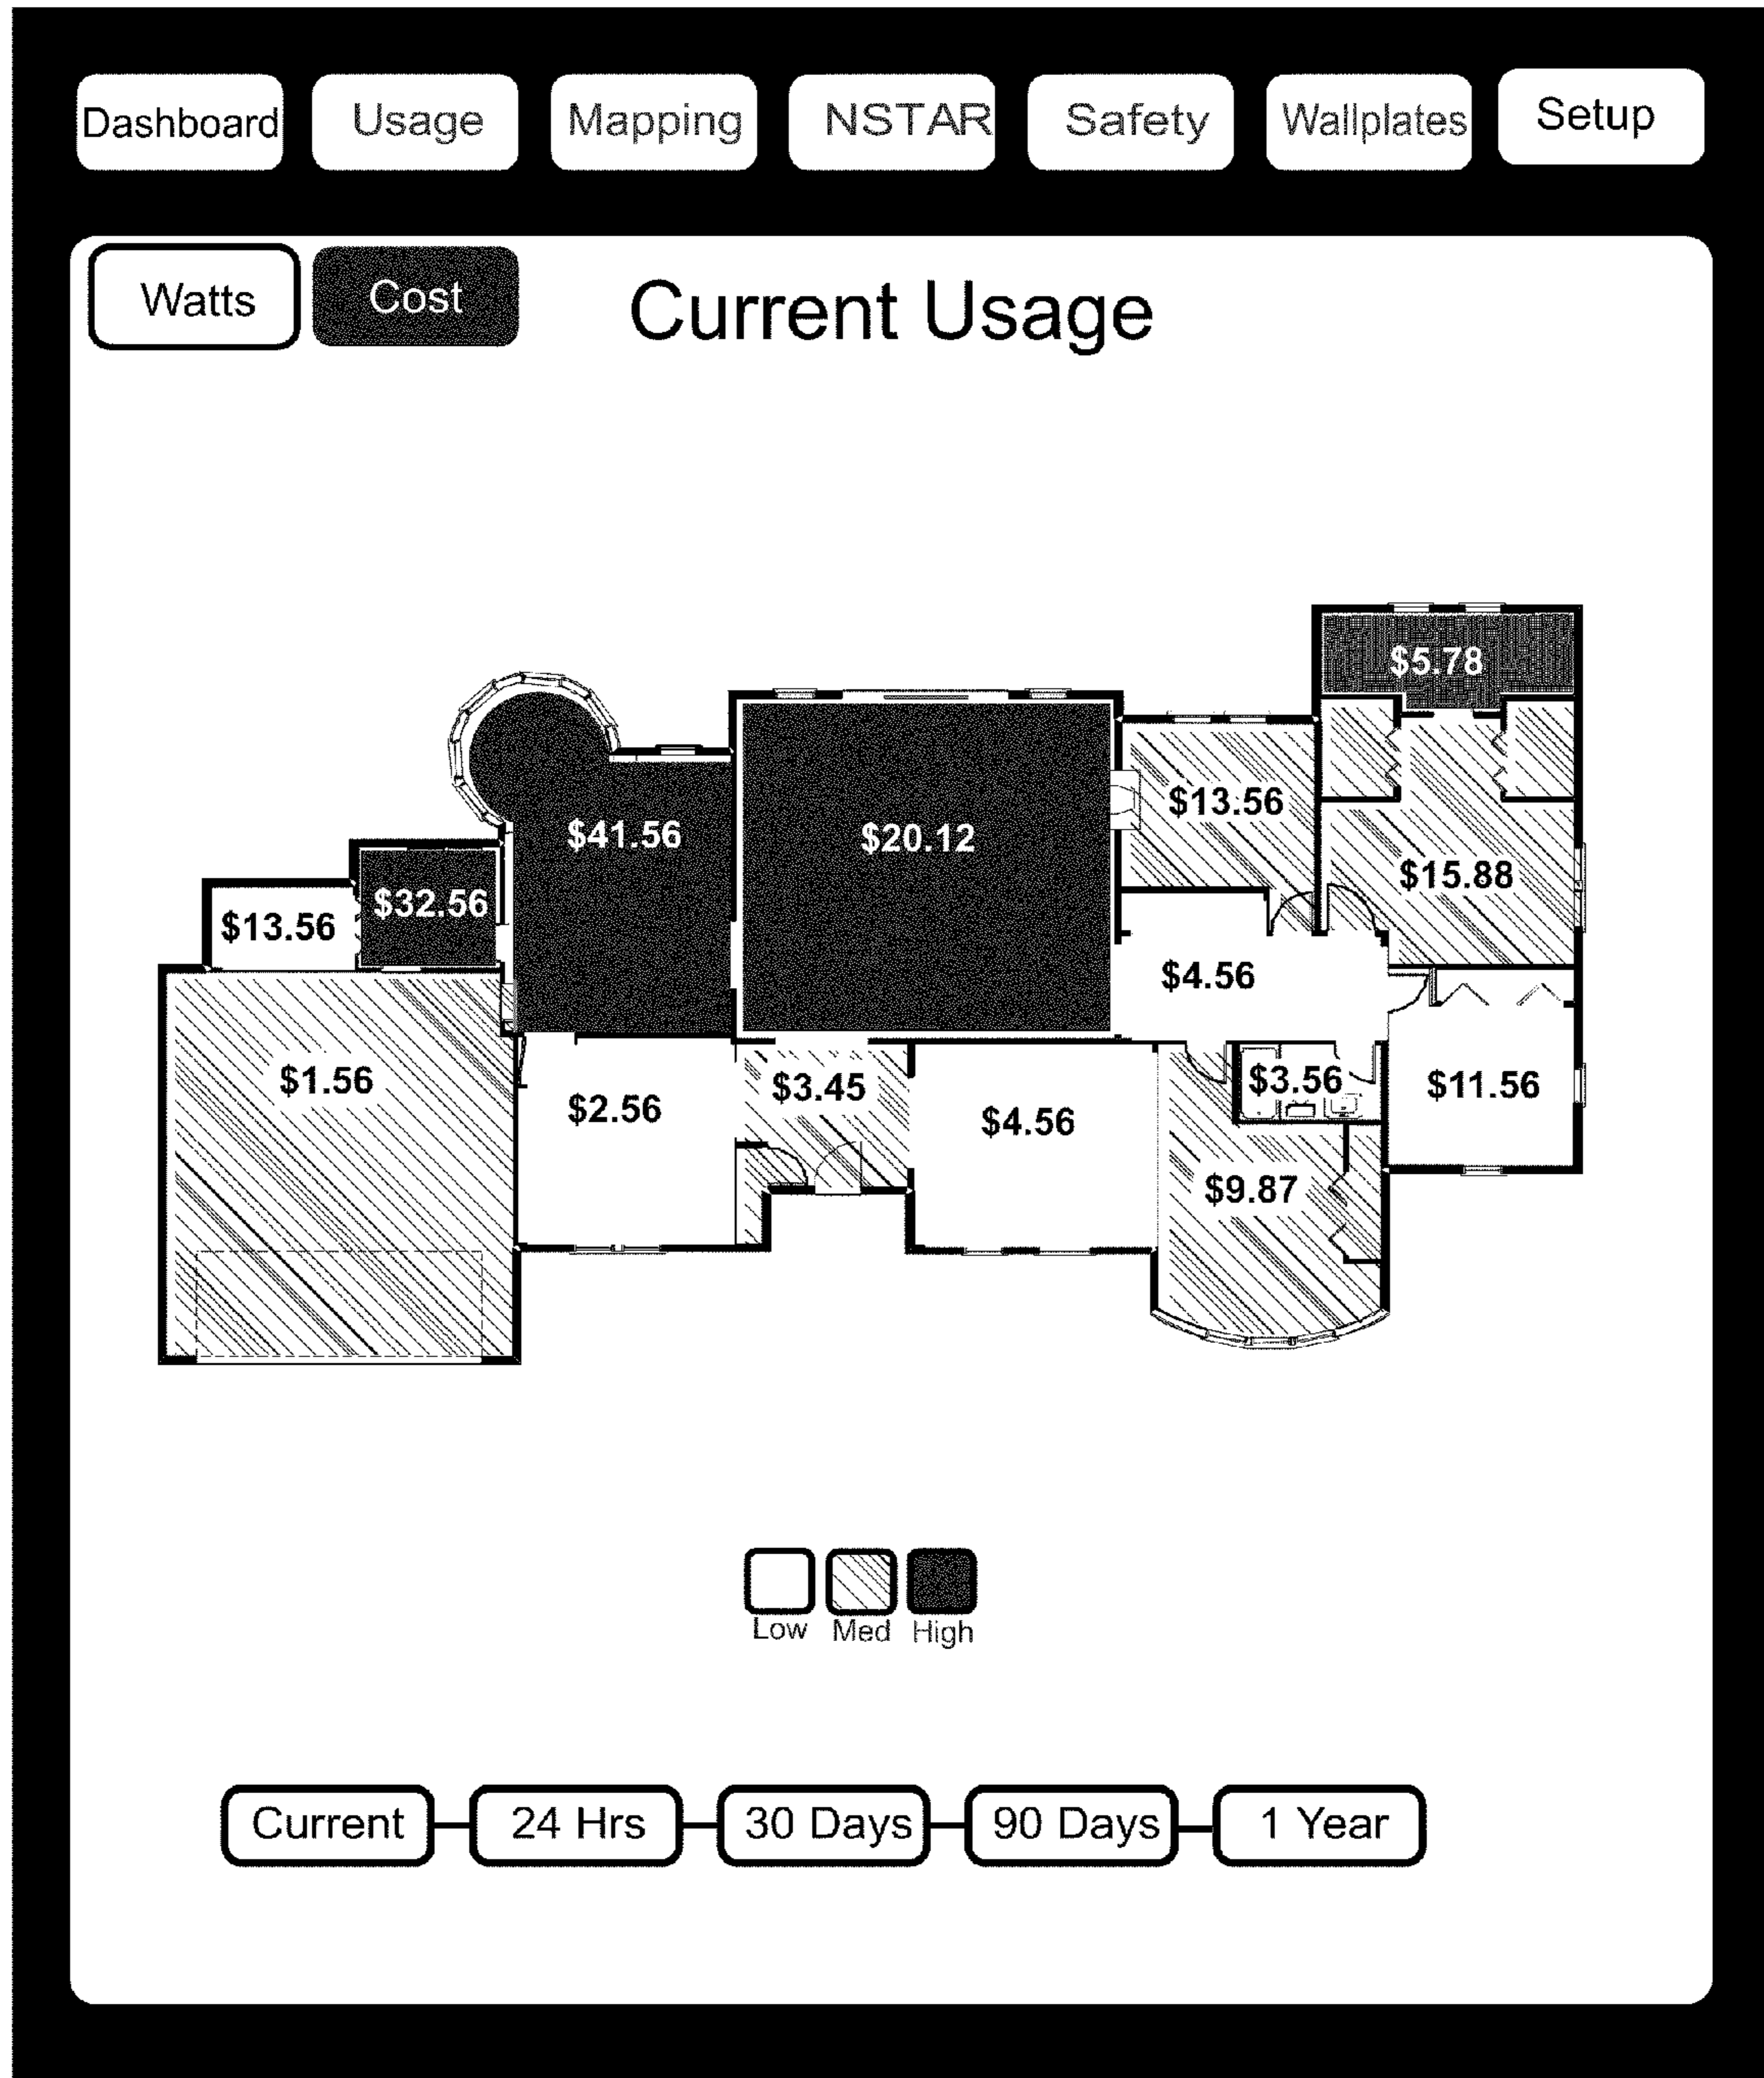 Dashboard Usage Mapping NSTAR Safety Wallplates Setup
Watts Cost Current Usage
$5.78
$13.56
$41.56 $20.12
$15.88
$32.56
$13.56
$4.56
$1.56 $3.45 $3.56 $11.56
$2.56 $4.56
$9.87
Low Med High
Current 24 Hrs 30 Days 90 Days 1 Year